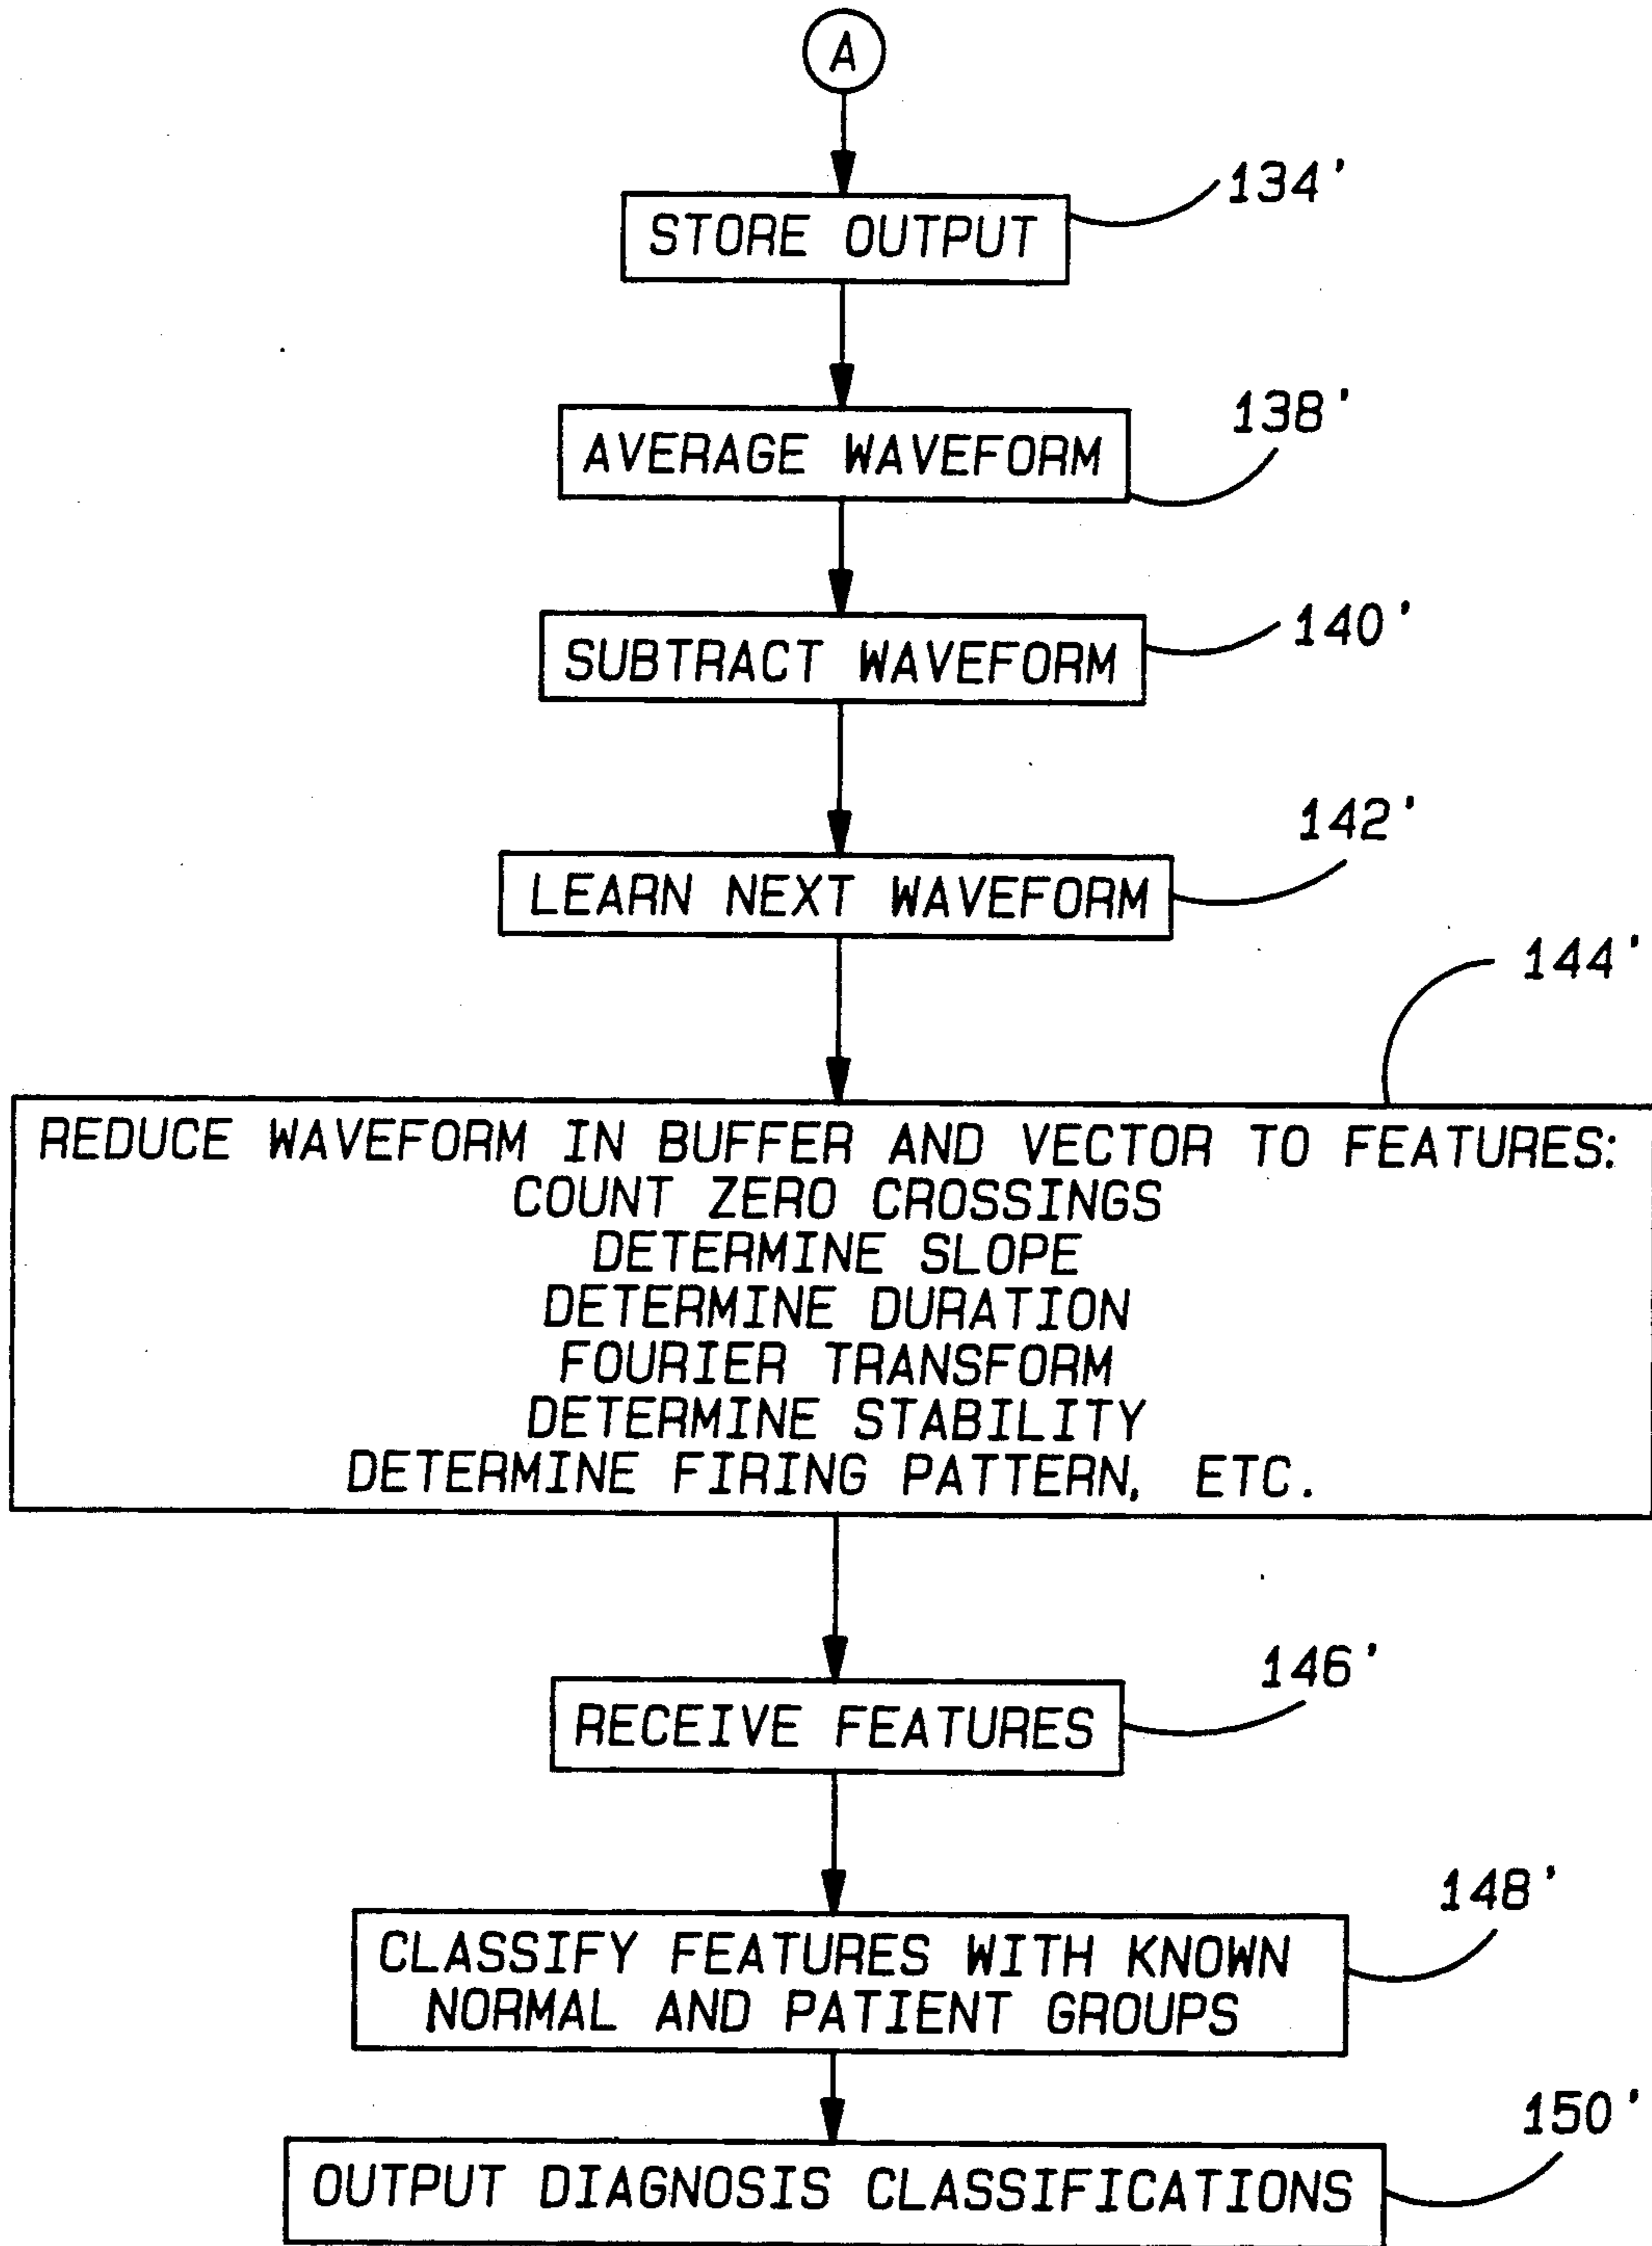 A
134'
STORE OUTPUT
138'
AVERAGE WAVEFORM
140'
SUBTRACT WAVEFORM
142'
LEARN NEXT WAVEFORM
144'
REDUCE WAVEFORM IN BUFFER AND VECTOR TO FEATURES:
COUNT ZERO CROSSINGS
DETERMINE SLOPE
DETERMINE DURATION
FOURIER TRANSFORM
DETERMINE STABILITY
DETERMINE FIRING PATTERN, ETC.
146'
RECEIVE FEATURES
148'
CLASSIFY FEATURES WITH KNOWN
NORMAL AND PATIENT GROUPS
150'
OUTPUT DIAGNOSIS CLASSIFICATIONS